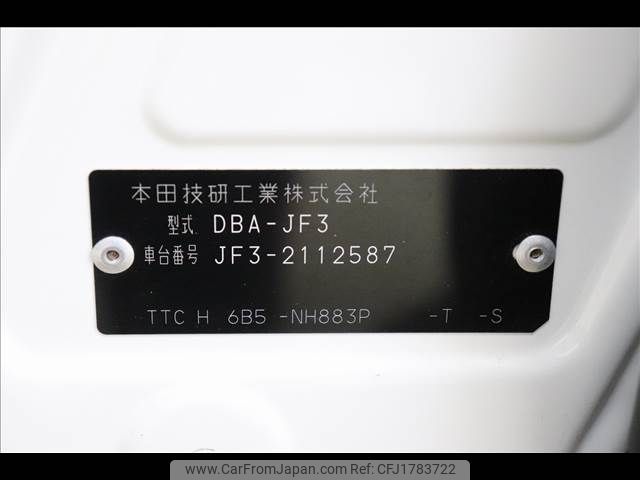 本田技研工業株式会社
型式 DBA-JF3
車台番号 JF3-2112587
TTC H 6B5 -NH883P -T -S
www.CarFromJapan.com CFJ1783722